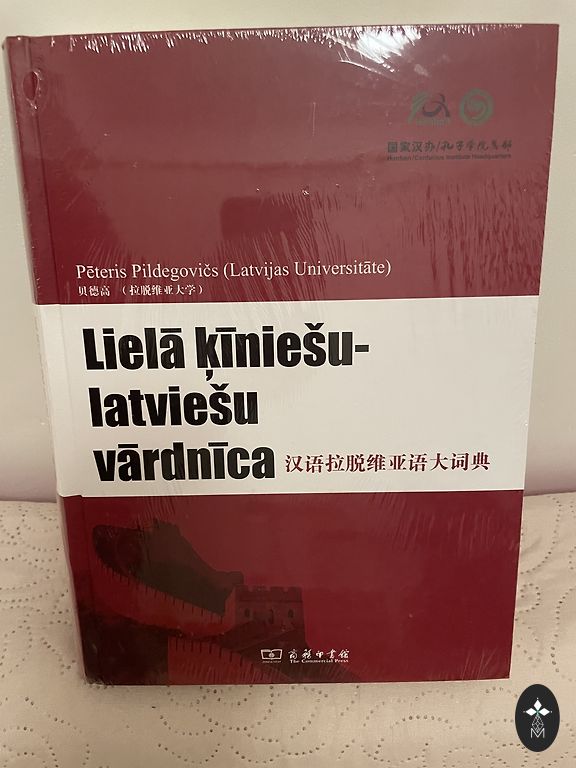 国家汉办/孔子学院总部
Hanban/Confucius Institute Headquarters
Pēteris Pildegovičs (Latvijas Universitāte)
贝德高 （拉脱维亚大学）
Lielā ķīniešu-
latviešu
vārdnīca 汉语拉脱维亚语大词典
商务印书馆
The Commercial Press
M